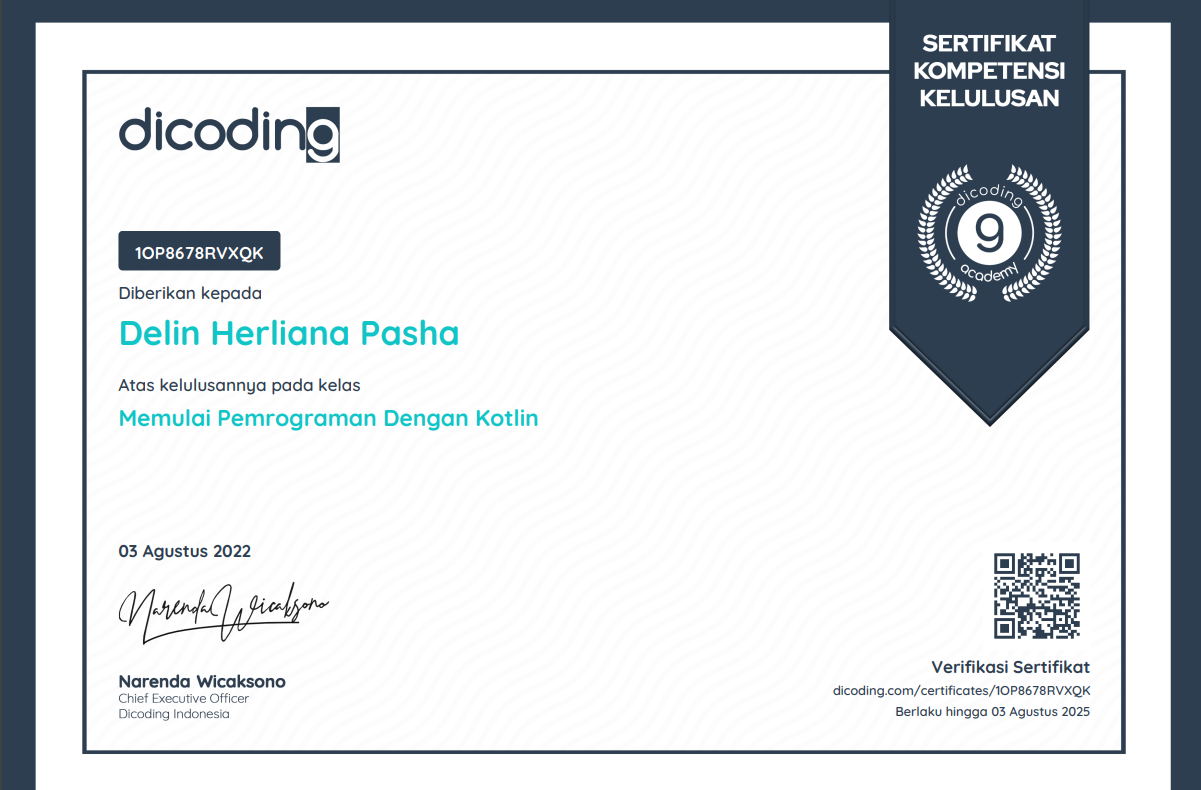 SERTIFIKAT
KOMPETENSI
KELULUSAN
dicoding
dicoding
g
academy
1OP8678RVXQK
Diberikan kepada
Delin Herliana Pasha
Atas kelulusannya pada kelas
Memulai Pemrograman Dengan Kotlin
03 Agustus 2022
Narenda Wicaksono
Narenda Wicaksono
Chief Executive Officer
Dicoding Indonesia
Verifikasi Sertifikat
dicoding.com/certificates/1OP8678RVXQK
Berlaku hingga 03 Agustus 2025